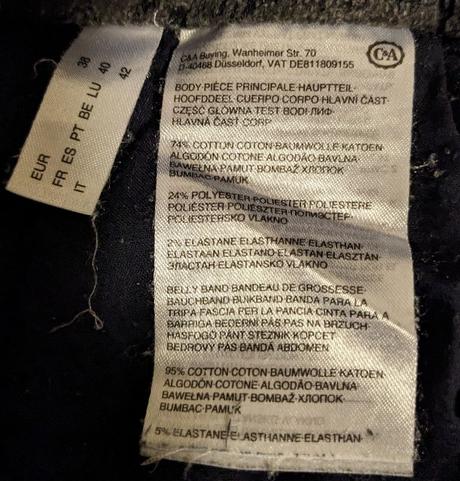 EUR 38
FR ES PT BE LU 40
IT 42
C&A Buying, Wanheimer Str. 70
D-40468 Düsseldorf, VAT DE811809155
C&A
BODY·PIÈCE PRINCIPALE·HAUPTTEIL·
HOOFDDEEL·CUERPO·CORPO·HLAVNÍ ČÁST·
CZĘŚĆ GŁÓWNA·TEST·BODI·ЛИФ·
HLAVNÁ ČASŤ·CORP
74% COTTON·COTON·BAUMWOLLE·KATOEN·
ALGODÓN·COTONE·ALGODÃO·BAVLNA·
BAWEŁNA·PAMUT·BOMBAŽ·ХЛОПОК·
BUMBAC·PAMUK
24% POLYESTER·POLIESTER·POLIESTERE·
POLIÉSTER·POLIESZTER·ПОЛИЭСТЕР·
POLIESTERSKO VLAKNO
2% ELASTANE·ELASTHANNE·ELASTHAN·
ELASTAAN·ELASTANO·ELASTAN·ELASZTÁN·
ЭЛАСТАН·ELASTANSKO VLAKNO
BELLY BAND·BANDEAU DE GROSSESSE·
BAUCHBAND·BUIKBAND·BANDA PARA LA
TRIPA·FASCIA PER LA PANCIA·CINTA PARA A
BARRIGA·BEDERNÍ PÁS·PAS NA BRZUCH·
HASFOGÓ PÁNT·STEZNIK·КОРСЕТ·
BEDROVÝ PÁS·BANDĂ ABDOMEN
95% COTTON·COTON·BAUMWOLLE·KATOEN·
ALGODÓN·COTONE·ALGODÃO·BAVLNA·
BAWEŁNA·PAMUT·BOMBAŽ·ХЛОПОК·
BUMBAC·PAMUK
5% ELASTANE·ELASTHANNE·ELASTHAN·